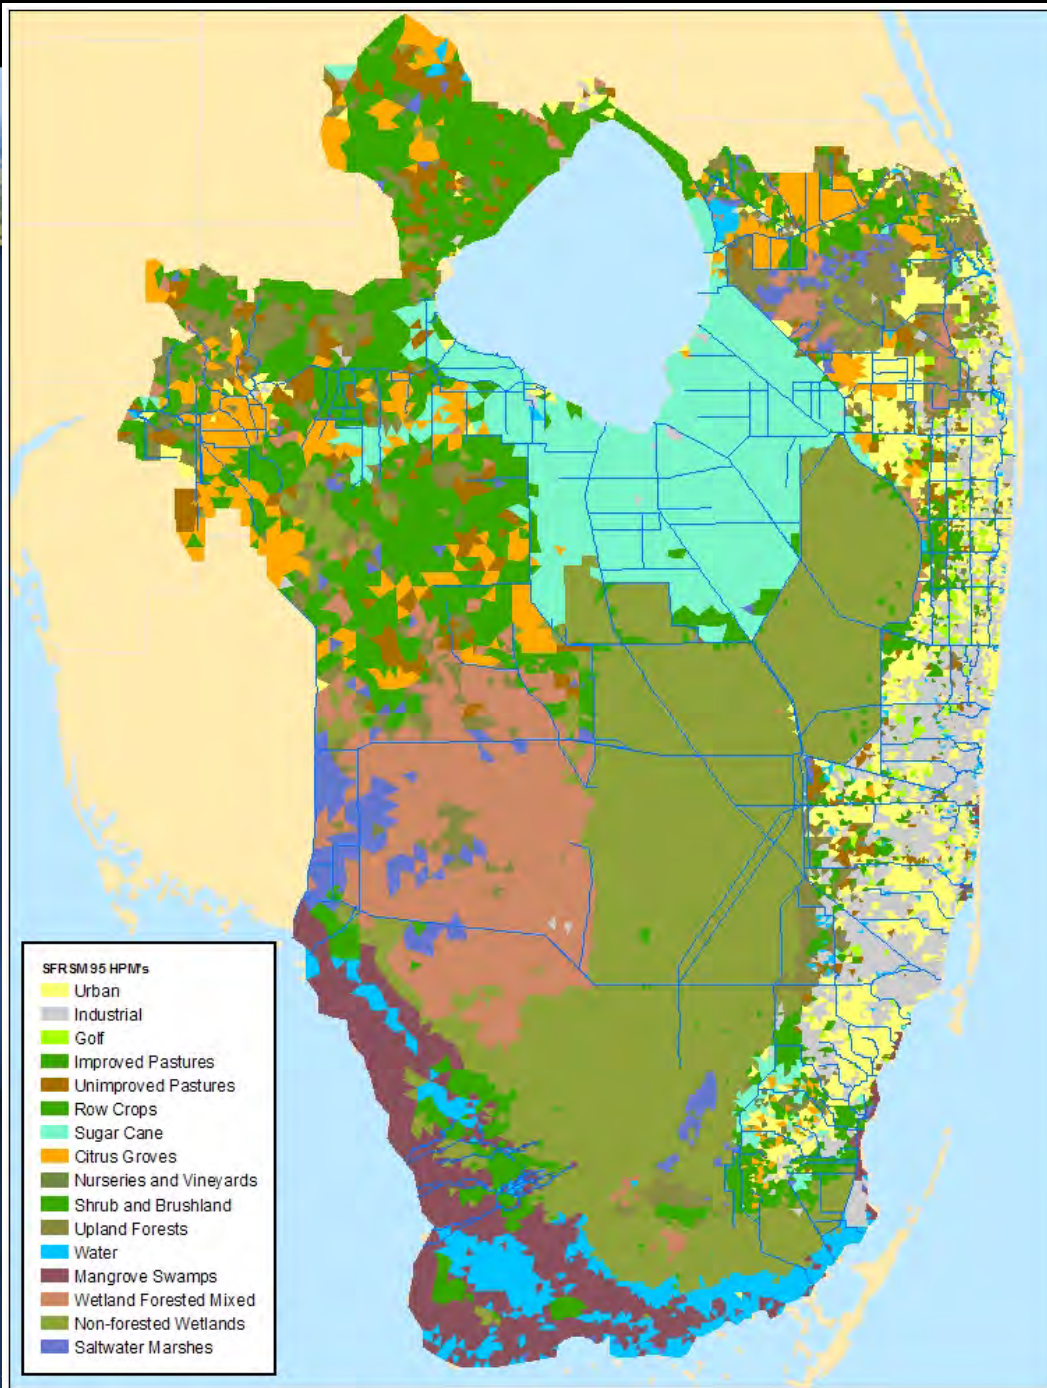 SFRSM95 HPM's
Urban
Industrial
Golf
Improved Pastures
Unimproved Pastures
Row Crops
Sugar Cane
Citrus Groves
Nurseries and Vineyards
Shrub and Brushland
Upland Forests
Water
Mangrove Swamps
Wetland Forested Mixed
Non-forested Wetlands
Saltwater Marshes